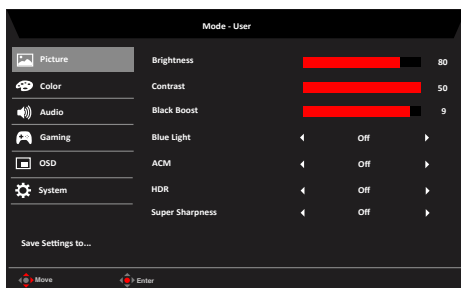 Mode - User
Picture
Brightness 80
Color
Contrast 50
Audio
Black Boost 9
Gaming
Blue Light Off
OSD
ACM Off
System
HDR Off
Super Sharpness Off
Save Settings to...
Move Enter